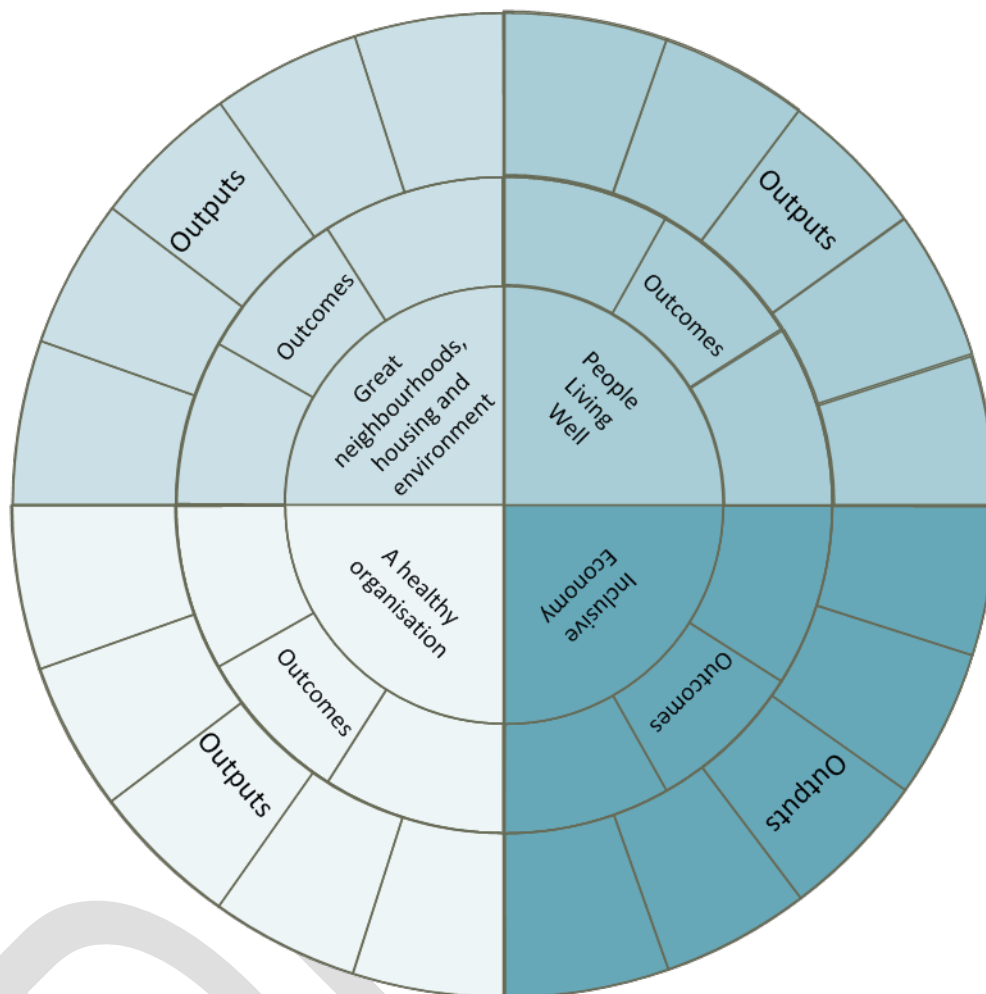 Outputs
Outcomes
Great
neighbourhoods,
housing and
environment
Outputs
Outcomes
People
Living
Well
A healthy
organisation
Outcomes
Outputs
Inclusive
Economy
Outcomes
Outputs